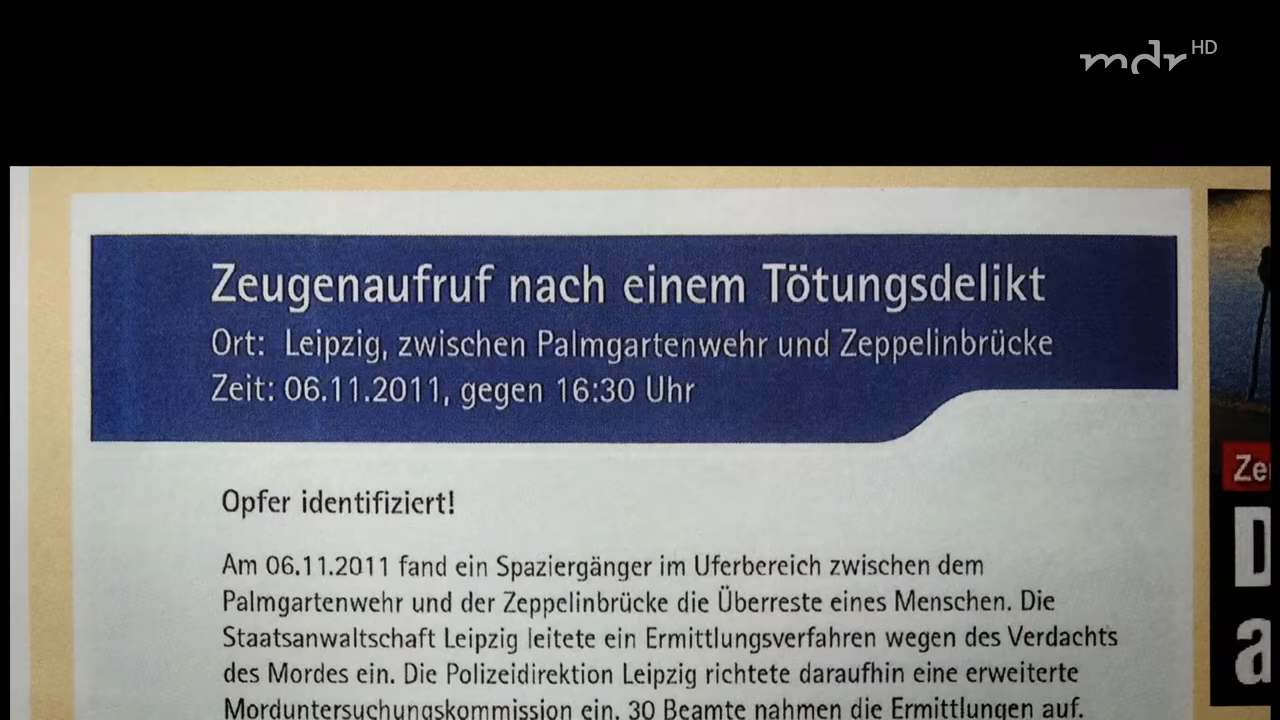 mdr HD
Zeugenaufruf nach einem Tötungsdelikt
Ort: Leipzig, zwischen Palmgartenwehr und Zeppelinbrücke
Zeit: 06.11.2011, gegen 16:30 Uhr
Opfer identifiziert!
Am 06.11.2011 fand ein Spaziergänger im Uferbereich zwischen dem
Palmgartenwehr und der Zeppelinbrücke die Überreste eines Menschen. Die
Staatsanwaltschaft Leipzig leitete ein Ermittlungsverfahren wegen des Verdachts
des Mordes ein. Die Polizeidirektion Leipzig richtete daraufhin eine erweiterte
Morduntersuchungskommission ein. 30 Beamte nahmen die Ermittlungen auf.
Ze
D
a